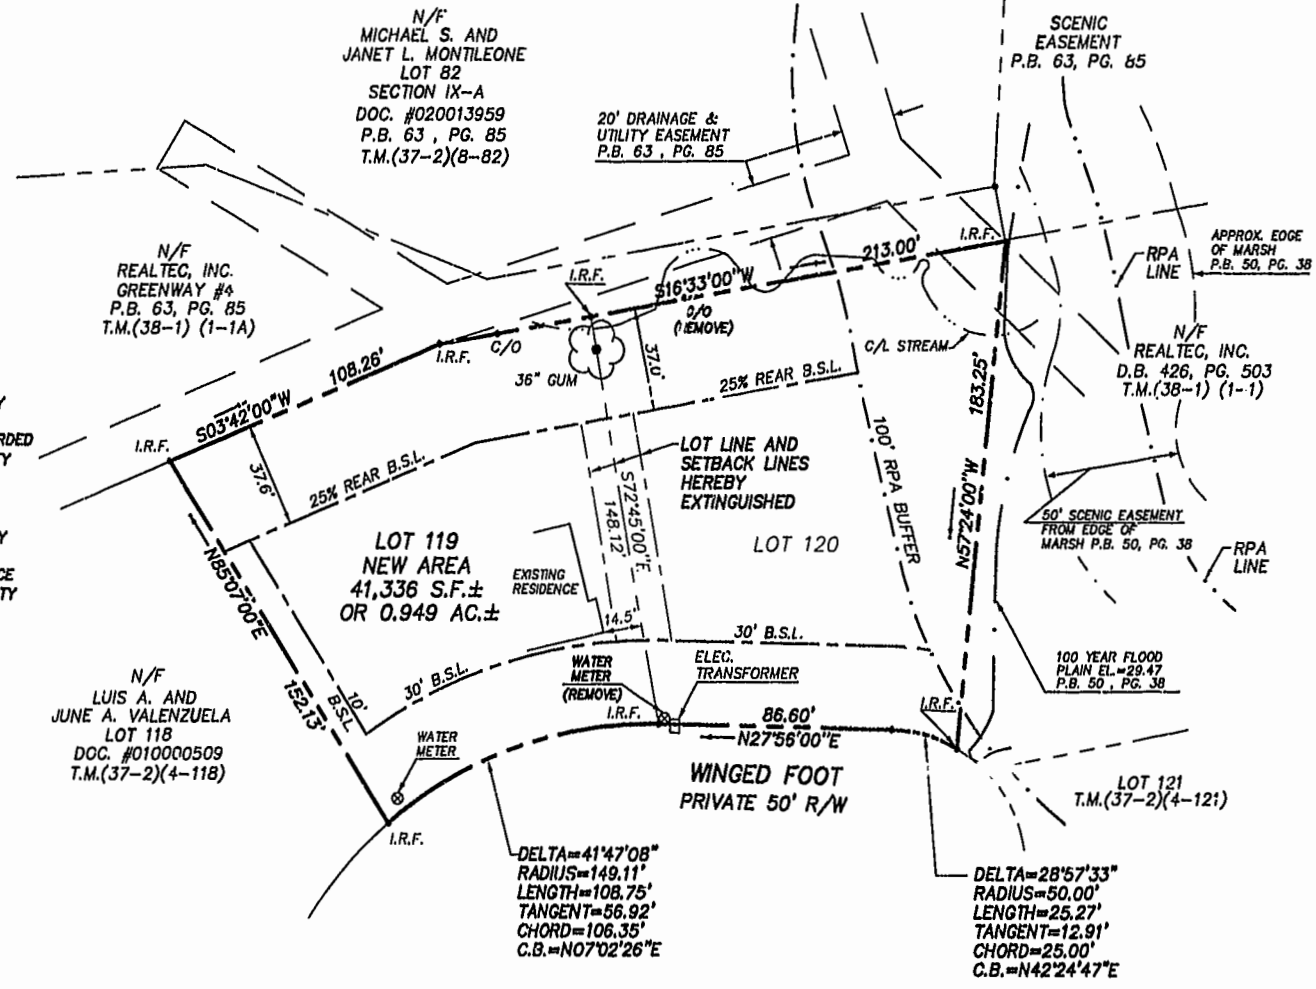 N/F
MICHAEL S. AND
JANET L. MONTILEONE
LOT 82
SECTION IX-A
DOC. #020013959
P.B. 63 , PG. 85
T.M.(37-2)(8-82)
SCENIC
EASEMENT
P.B. 63, PG. 85
20' DRAINAGE &
UTILITY EASEMENT
P.B. 63 , PG. 85
N/F
REALTEC, INC.
GREENWAY #4
P.B. 63, PG. 85
T.M.(38-1) (1-1A)
I.R.F.
213.00'
I.R.F.
S16°33'00"W
C/O
(REMOVE)
RPA
LINE
APPROX. EDGE
OF MARSH
P.B. 50, PG. 38
N/F
REALTEC, INC.
D.B. 426, PG. 503
T.M.(38-1) (1-1)
C/L STREAM
C/O
I.R.F.
36" GUM
37.0'
25% REAR B.S.L.
108.26'
S03°42'00"W
I.R.F.
37.6'
25% REAR B.S.L.
183.25'
N57°24'00"W
100' RPA BUFFER
LOT LINE AND
SETBACK LINES
HEREBY
EXTINGUISHED
S72°45'00"E
148.12'
LOT 120
50' SCENIC EASEMENT
FROM EDGE OF
MARSH P.B. 50, PG. 38
RPA
LINE
Y
RDED
TY
Y
CE
TY
LOT 119
NEW AREA
41,336 S.F.±
OR 0.949 AC.±
EXISTING
RESIDENCE
14.5'
N85°07'00"E
152.13'
10'
B.S.L.
30' B.S.L.
30' B.S.L.
WATER
METER
(REMOVE)
ELEC.
TRANSFORMER
100 YEAR FLOOD
PLAIN EL.=29.47
P.B. 50 , PG. 38
N/F
LUIS A. AND
JUNE A. VALENZUELA
LOT 118
DOC. #010000509
T.M.(37-2)(4-118)
WATER
METER
I.R.F.
I.R.F.
86.60'
N27°56'00"E
I.R.F.
WINGED FOOT
PRIVATE 50' R/W
LOT 121
T.M.(37-2)(4-121)
DELTA=41°47'08"
RADIUS=149.11'
LENGTH=108.75'
TANGENT=56.92'
CHORD=106.35'
C.B.=N07°02'26"E
DELTA=28°57'33"
RADIUS=50.00'
LENGTH=25.27'
TANGENT=12.91'
CHORD=25.00'
C.B.=N42°24'47"E